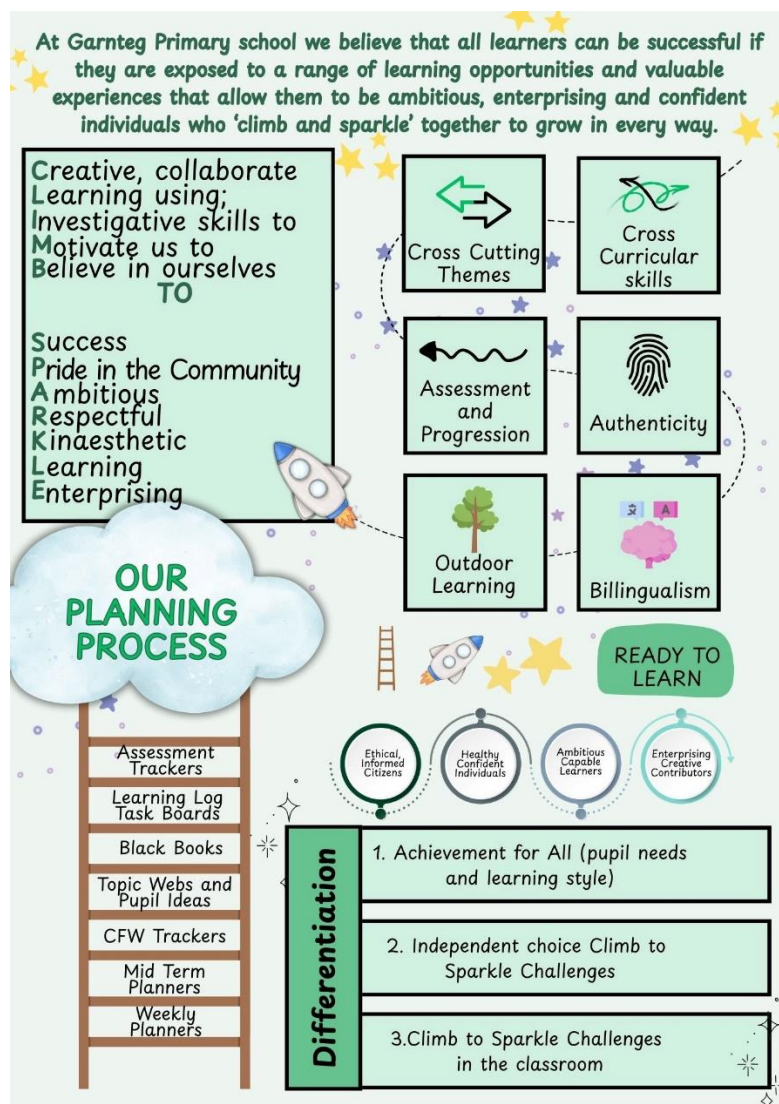 At Garnteg Primary school we believe that all learners can be successful if
they are exposed to a range of learning opportunities and valuable
experiences that allow them to be ambitious, enterprising and confident
individuals who 'climb and sparkle' together to grow in every way.
Creative, collaborate
Learning using;
Investigative skills to
Motivate us to
Believe in ourselves
TO
Success
Pride in the Community
Ambitious
Respectful
Kinaesthetic
Learning
Enterprising
Cross Cutting
Themes
Cross
Curricular
skills
Assessment
and
Progression
Authenticity
Outdoor
Learning
A
Billingualism
OUR
PLANNING
PROCESS
READY TO
LEARN
Assessment
Trackers
Learning Log
Task Boards
Black Books
Topic Webs and
Pupil Ideas
CFW Trackers
Mid Term
Planners
Weekly
Planners
Ethical,
Informed
Citizens
Healthy
Confident
Individuals
Ambitious
Capable
Learners
Enterprising
Creative
Contributors
Differentiation
1. Achievement for All (pupil needs
and learning style)
2. Independent choice Climb to
Sparkle Challenges
3.Climb to Sparkle Challenges
in the classroom